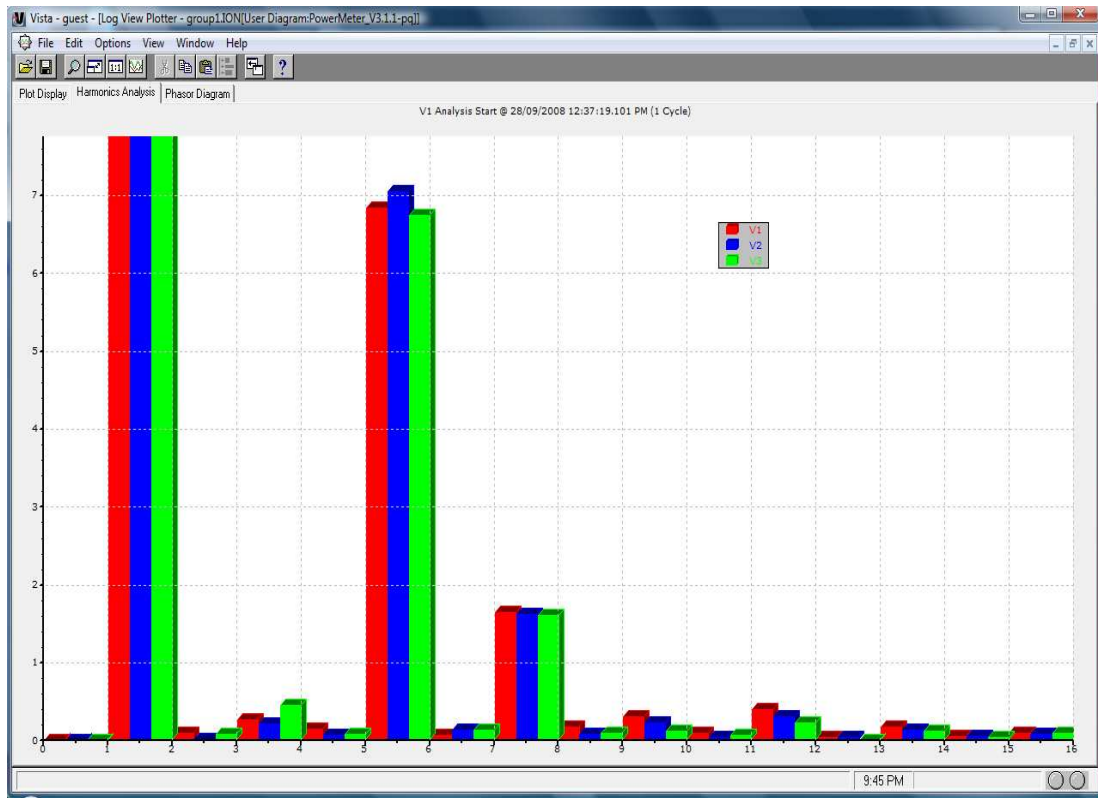 Vista - guest - [Log View Plotter - group1.ION[User Diagram:PowerMeter_V3.1.1-pq]]
File Edit Options View Window Help
1:1
?
Plot Display Harmonics Analysis Phasor Diagram
V1 Analysis Start @ 28/09/2008 12:37:19.101 PM (1 Cycle)
7
6
5
4
3
2
1
0
V1
V2
V3
0 1 2 3 4 5 6 7 8 9 10 11 12 13 14 15 16
9:45 PM